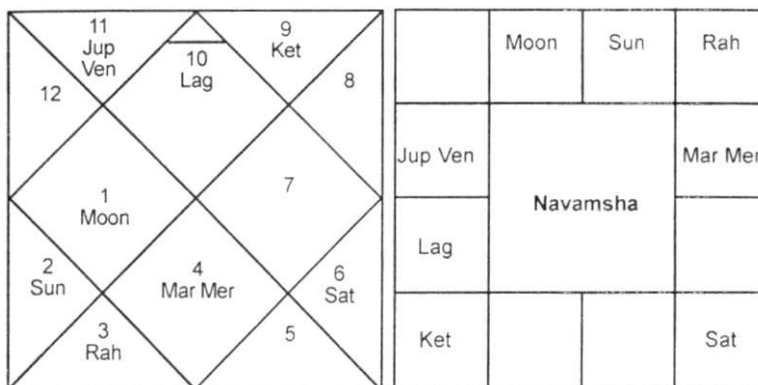 11
Jup
Ven
10
Lag
9
Ket
12
8
1
Moon
7
2
Sun
4
Mar Mer
6
Sat
3
Rah
5
Moon
Sun
Rah
Jup Ven
Mar Mer
Navamsha
Lag
Ket
Sat